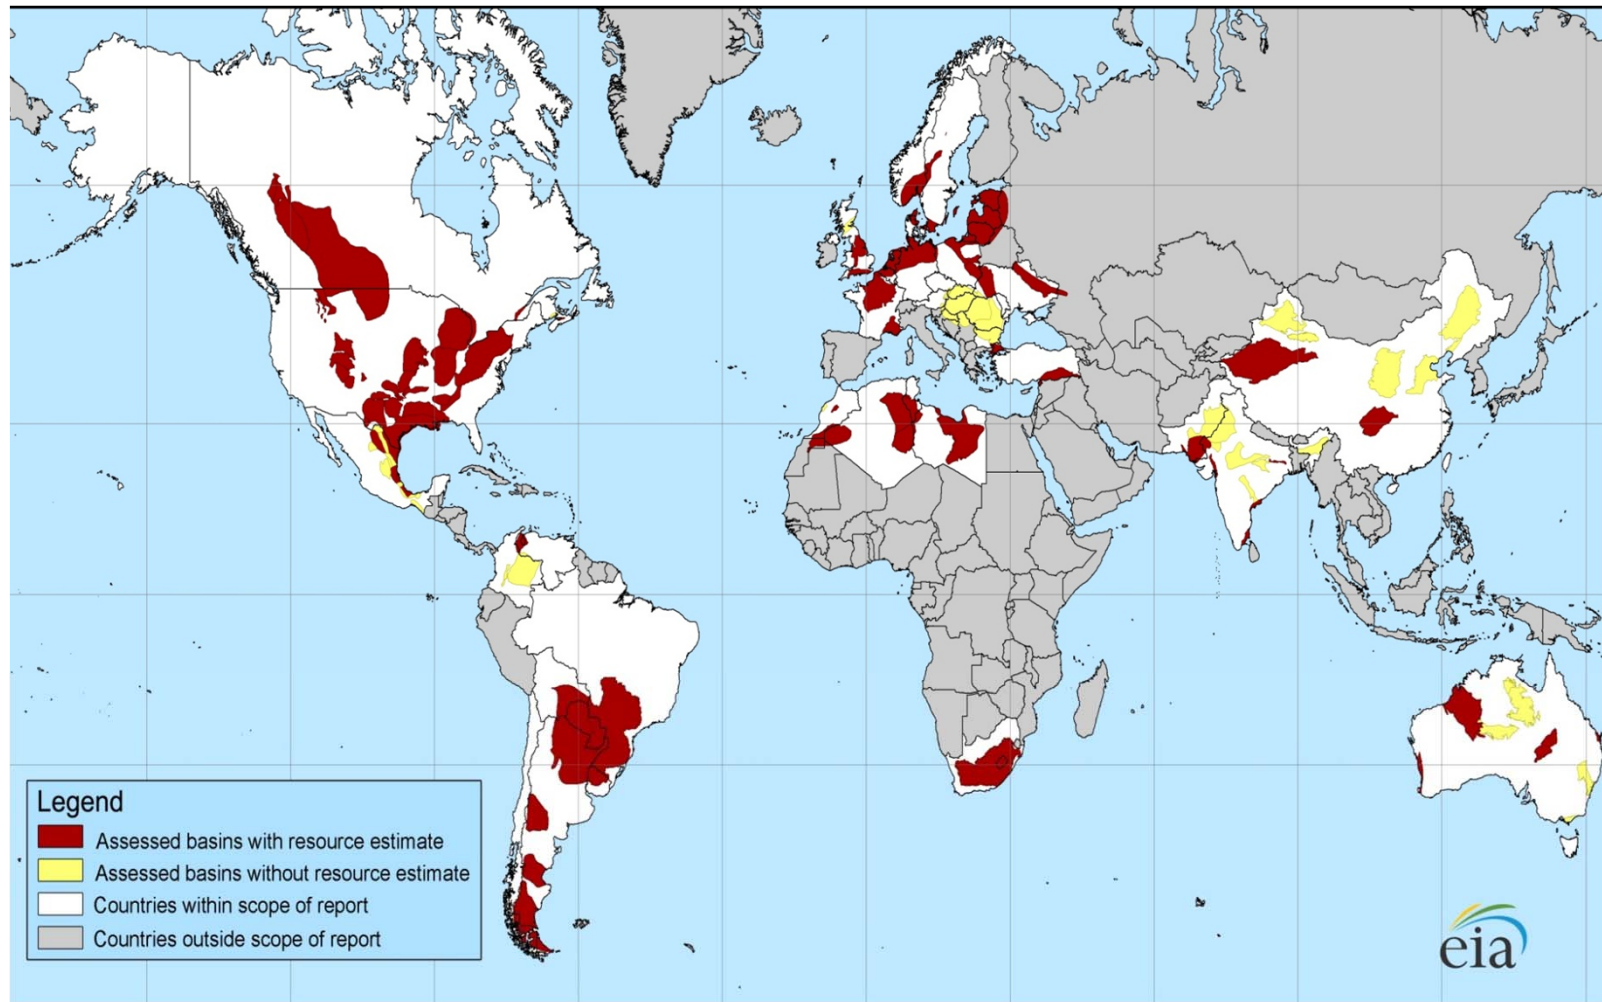 Legend
Assessed basins with resource estimate
Assessed basins without resource estimate
Countries within scope of report
Countries outside scope of report
eia